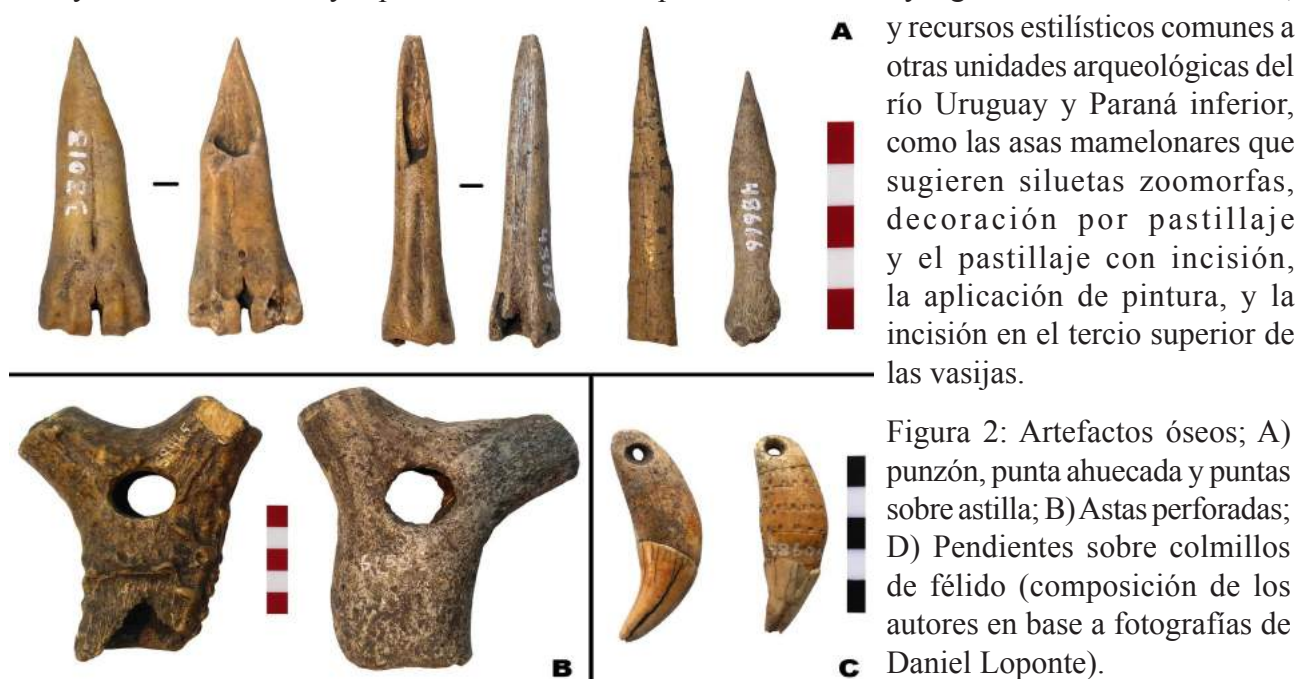 A
B
C
y recursos estilísticos comunes a
otras unidades arqueológicas del
río Uruguay y Paraná inferior,
como las asas mamelonares que
sugieren siluetas zoomorfas,
decoración por pastillaje
y el pastillaje con incisión,
la aplicación de pintura, y la
incisión en el tercio superior de
las vasijas.
Figura 2: Artefactos óseos; A)
punzón, punta ahuecada y puntas
sobre astilla; B) Astas perforadas;
D) Pendientes sobre colmillos
de félido (composición de los
autores en base a fotografías de
Daniel Loponte).